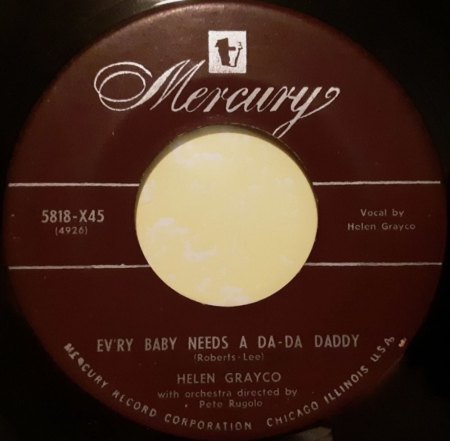 Mercury
5818-X45
(4926)
Vocal by
Helen Grayco
EV'RY BABY NEEDS A DA-DA DADDY
(Roberts-Lee)
HELEN GRAYCO
with orchestra directed by
Pete Rugolo
MERCURY RECORD CORPORATION CHICAGO ILLINOIS U.S.A.